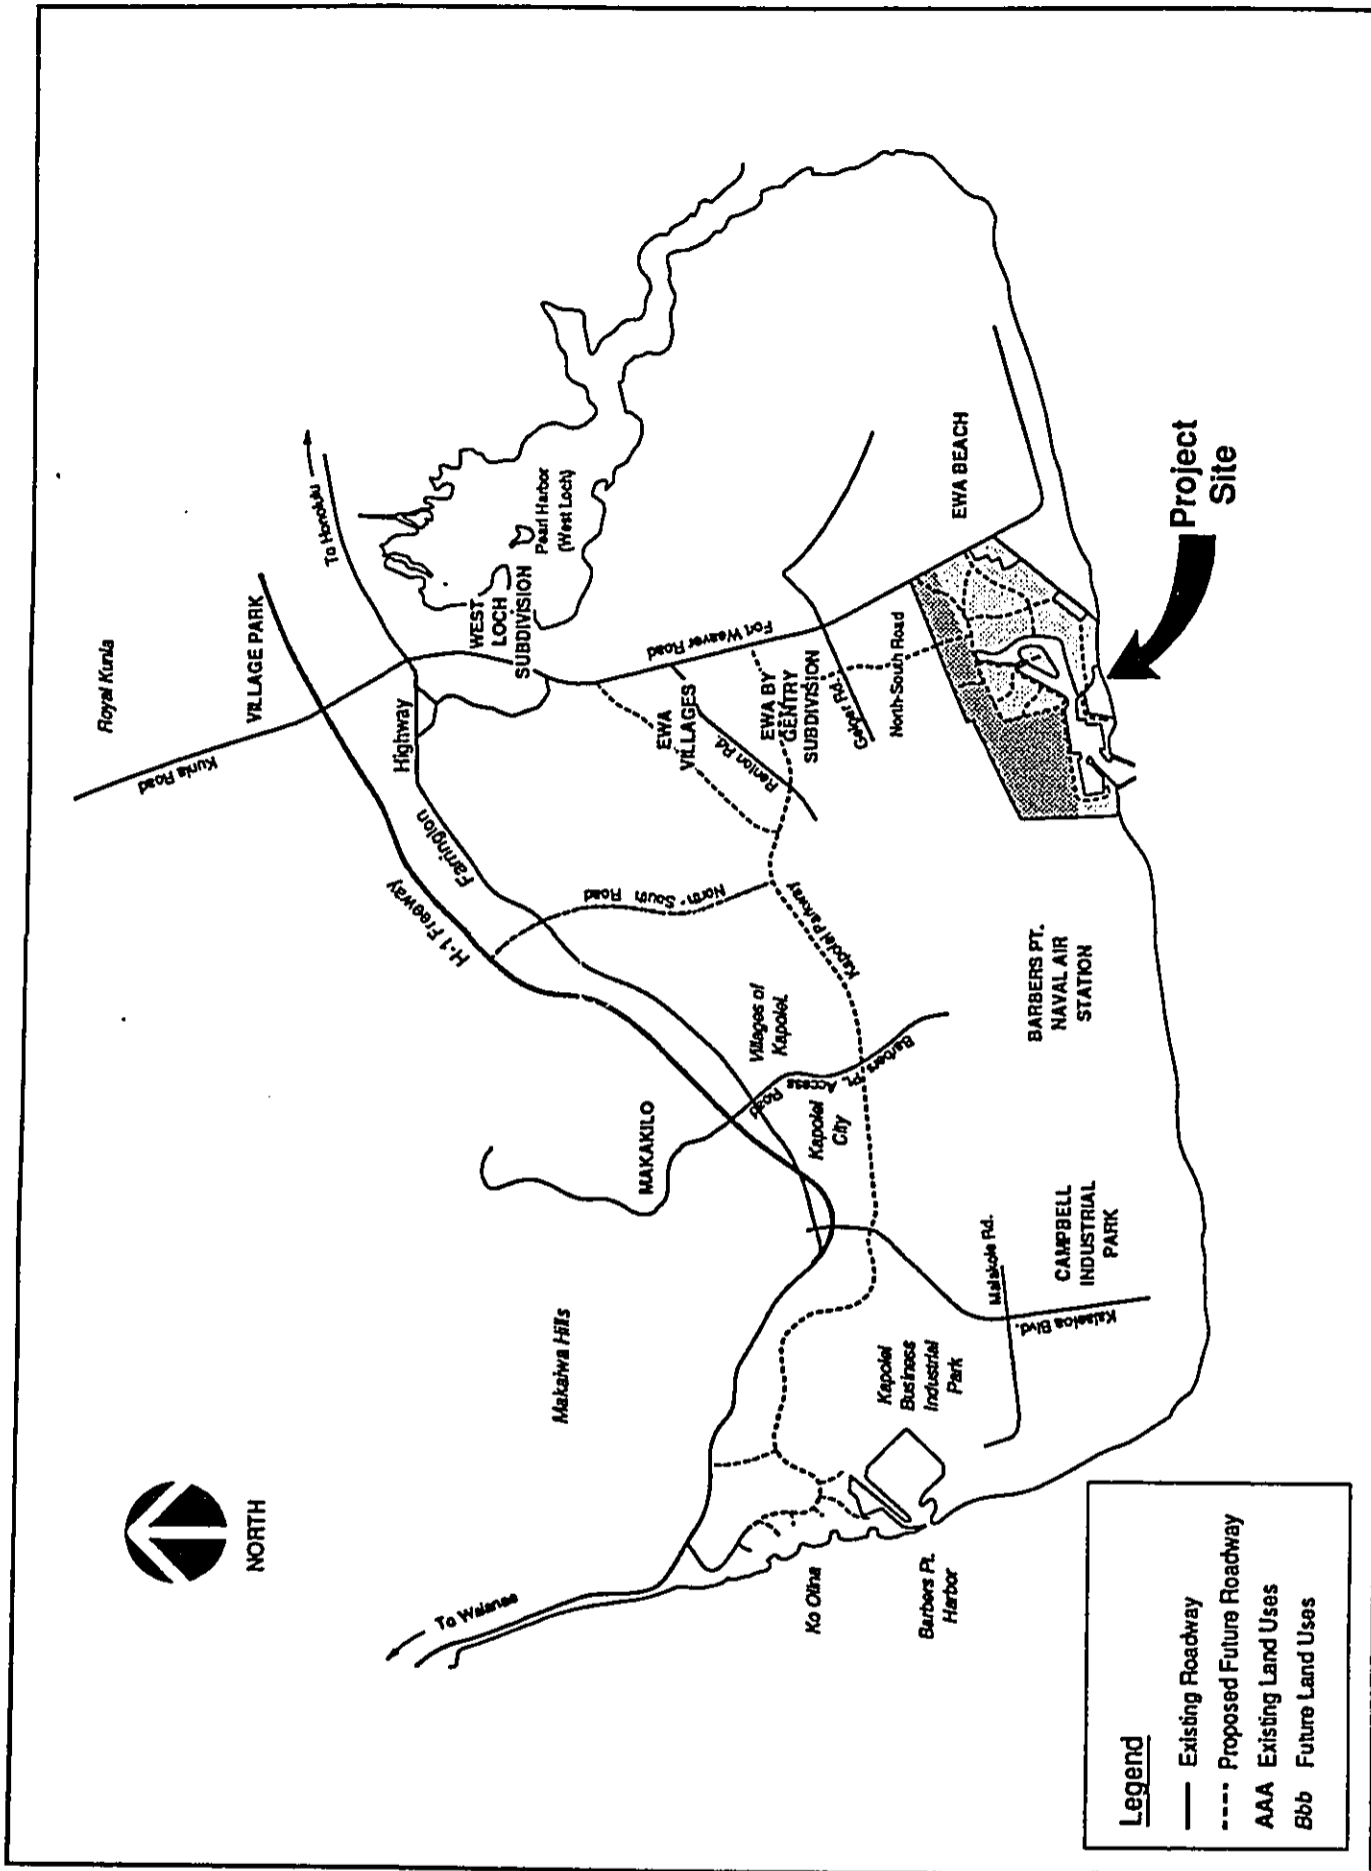 NORTH
Royal Kunia
VILLAGE PARK
Kunia Road
To Honolulu
Highway
Farrington
H-1 Freeway
WEST
LOCH
SUBDIVISION
Pearl Harbor
(West Loch)
Fort Weaver Road
EWA
VILLAGES
Renton Rd.
EWA BY
GENTRY
SUBDIVISION
Geiger Rd.
North-South Road
EWA BEACH
Project
Site
North-South
Road
Kapolei Parkway
Villages of
Kapolei
MAKAKILO
Barbers Pt.
Access
Road
Kapolei
City
BARBERS PT.
NAVAL AIR
STATION
Makaiwa Hills
Malakole Rd.
CAMPBELL
INDUSTRIAL
PARK
Kalaeloa Blvd.
Kapolei
Business
Industrial
Park
To Waianae
Ko Olina
Barbers Pt.
Harbor
Legend
Existing Roadway
Proposed Future Roadway
AAA Existing Land Uses
Bbb Future Land Uses